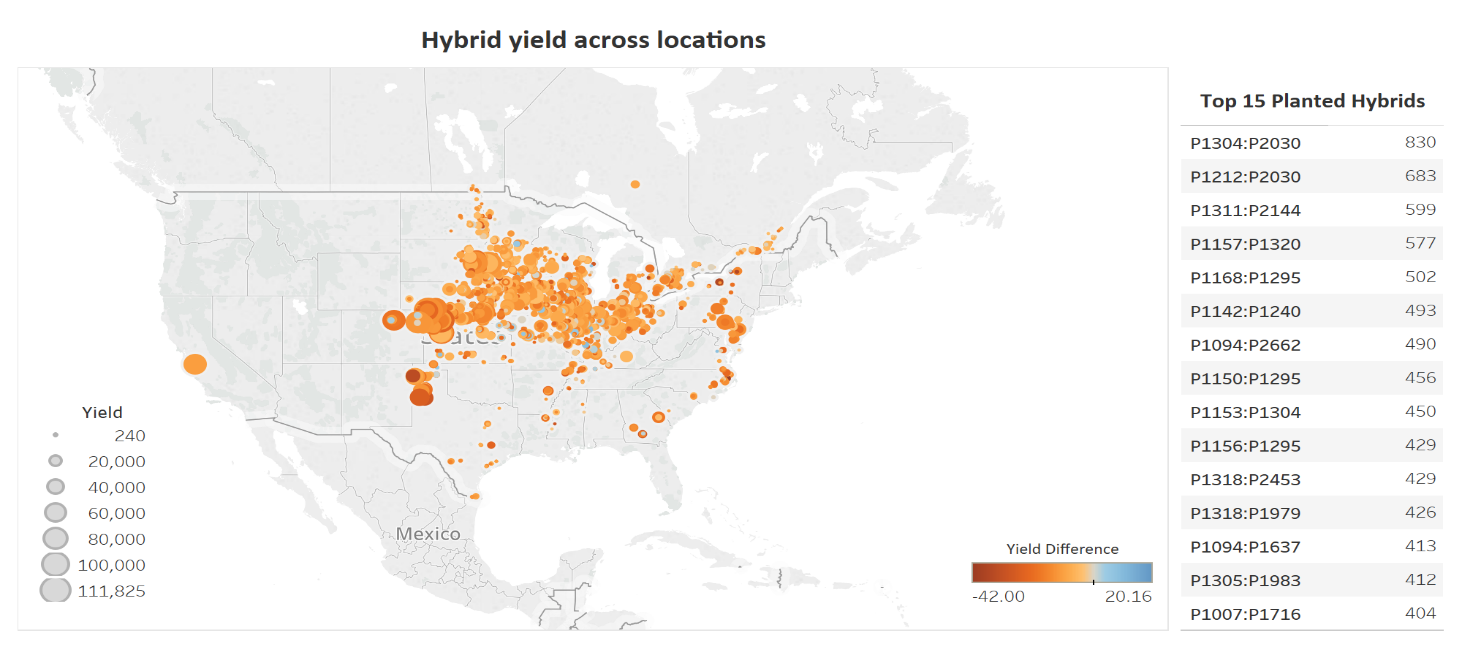 Hybrid yield across locations
Mexico
Yield
240
20,000
40,000
60,000
80,000
100,000
111,825
Yield Difference
-42.00 20.16
Top 15 Planted Hybrids
P1304:P2030 830
P1212:P2030 683
P1311:P2144 599
P1157:P1320 577
P1168:P1295 502
P1142:P1240 493
P1094:P2662 490
P1150:P1295 456
P1153:P1304 450
P1156:P1295 429
P1318:P2453 429
P1318:P1979 426
P1094:P1637 413
P1305:P1983 412
P1007:P1716 404